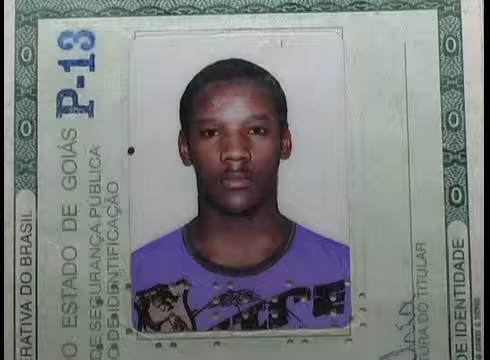 P-13
RATIVA DO BRASIL
O ESTADO DE GOIÁS
DE SEGURANÇA PÚBLICA
DE IDENTIFICAÇÃO
URA DO TITULAR
DE IDENTIDADE